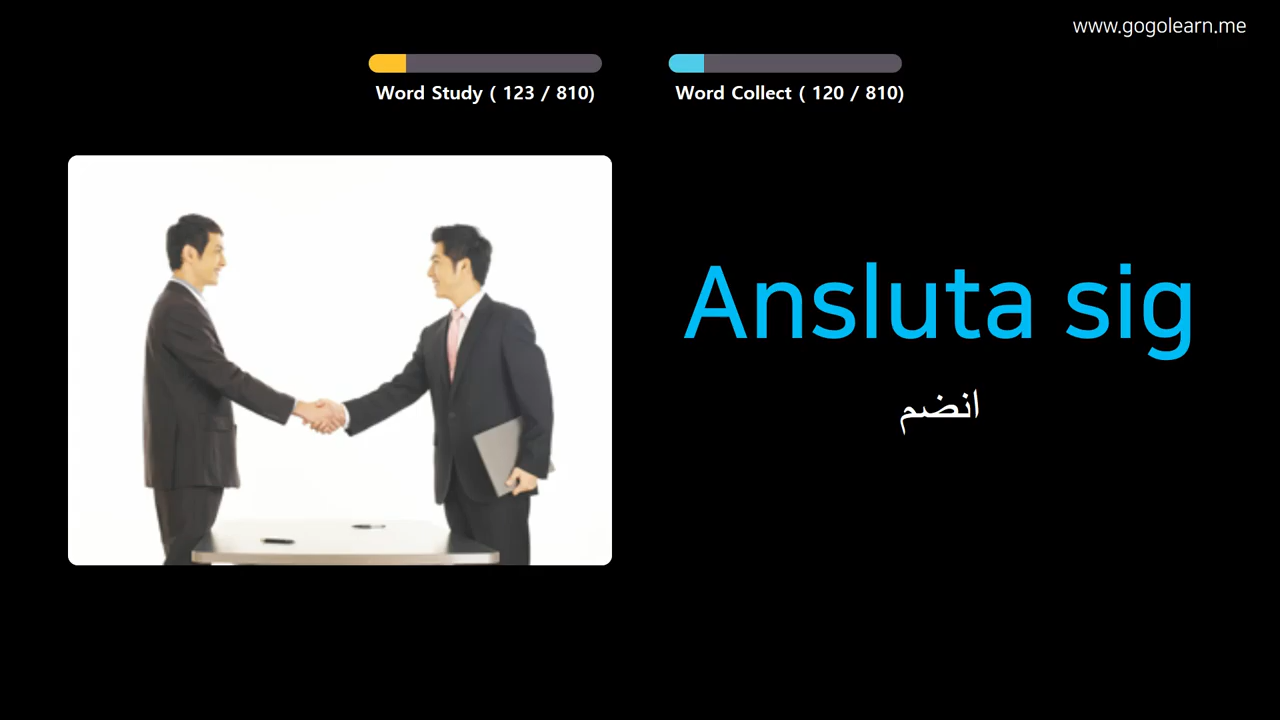 www.gogolearn.me
Word Study ( 123 / 810)
Word Collect ( 120 / 810)
Ansluta sig
انضم